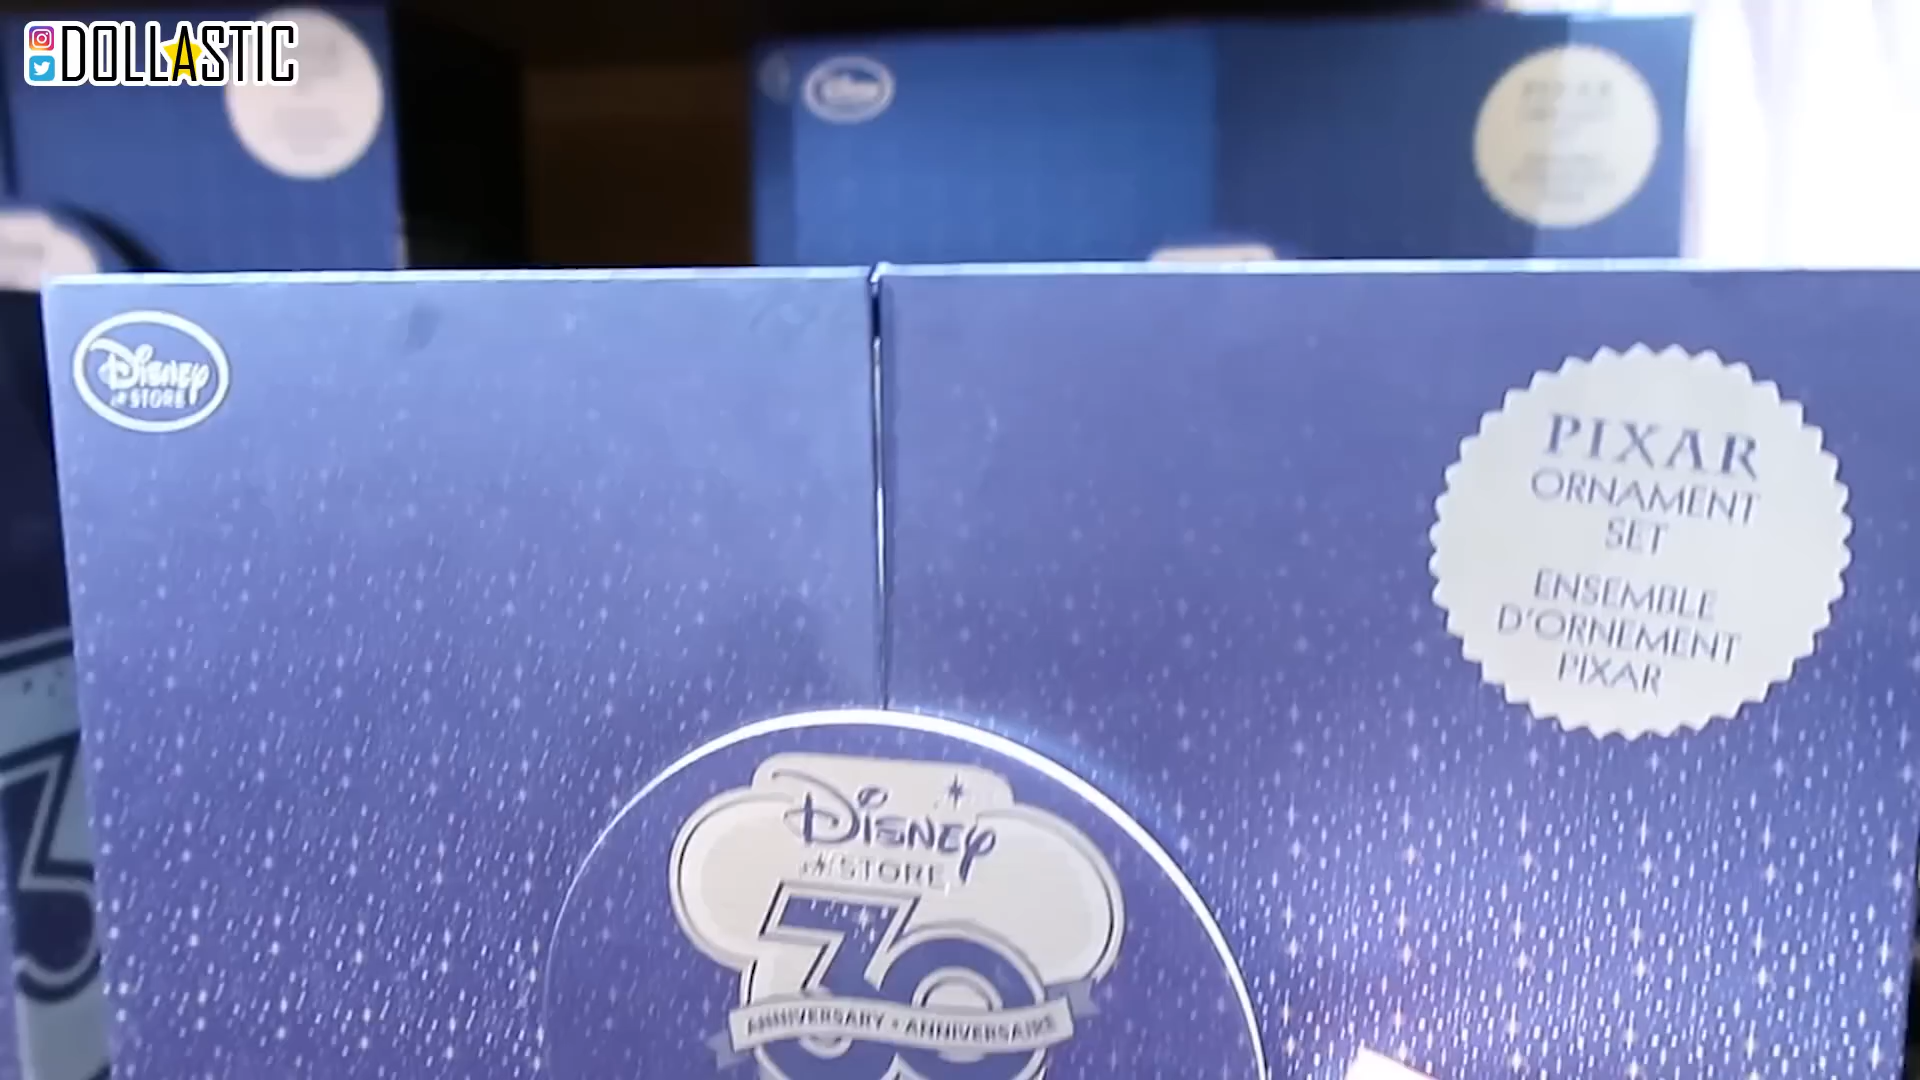 DOLLASTIC
Disney
STORE
PIXAR
ORNAMENT
SET
ENSEMBLE
D'ORNEMENT
PIXAR
Disney
STORE
30
ANNIVERSARY • ANNIVERSAIRE